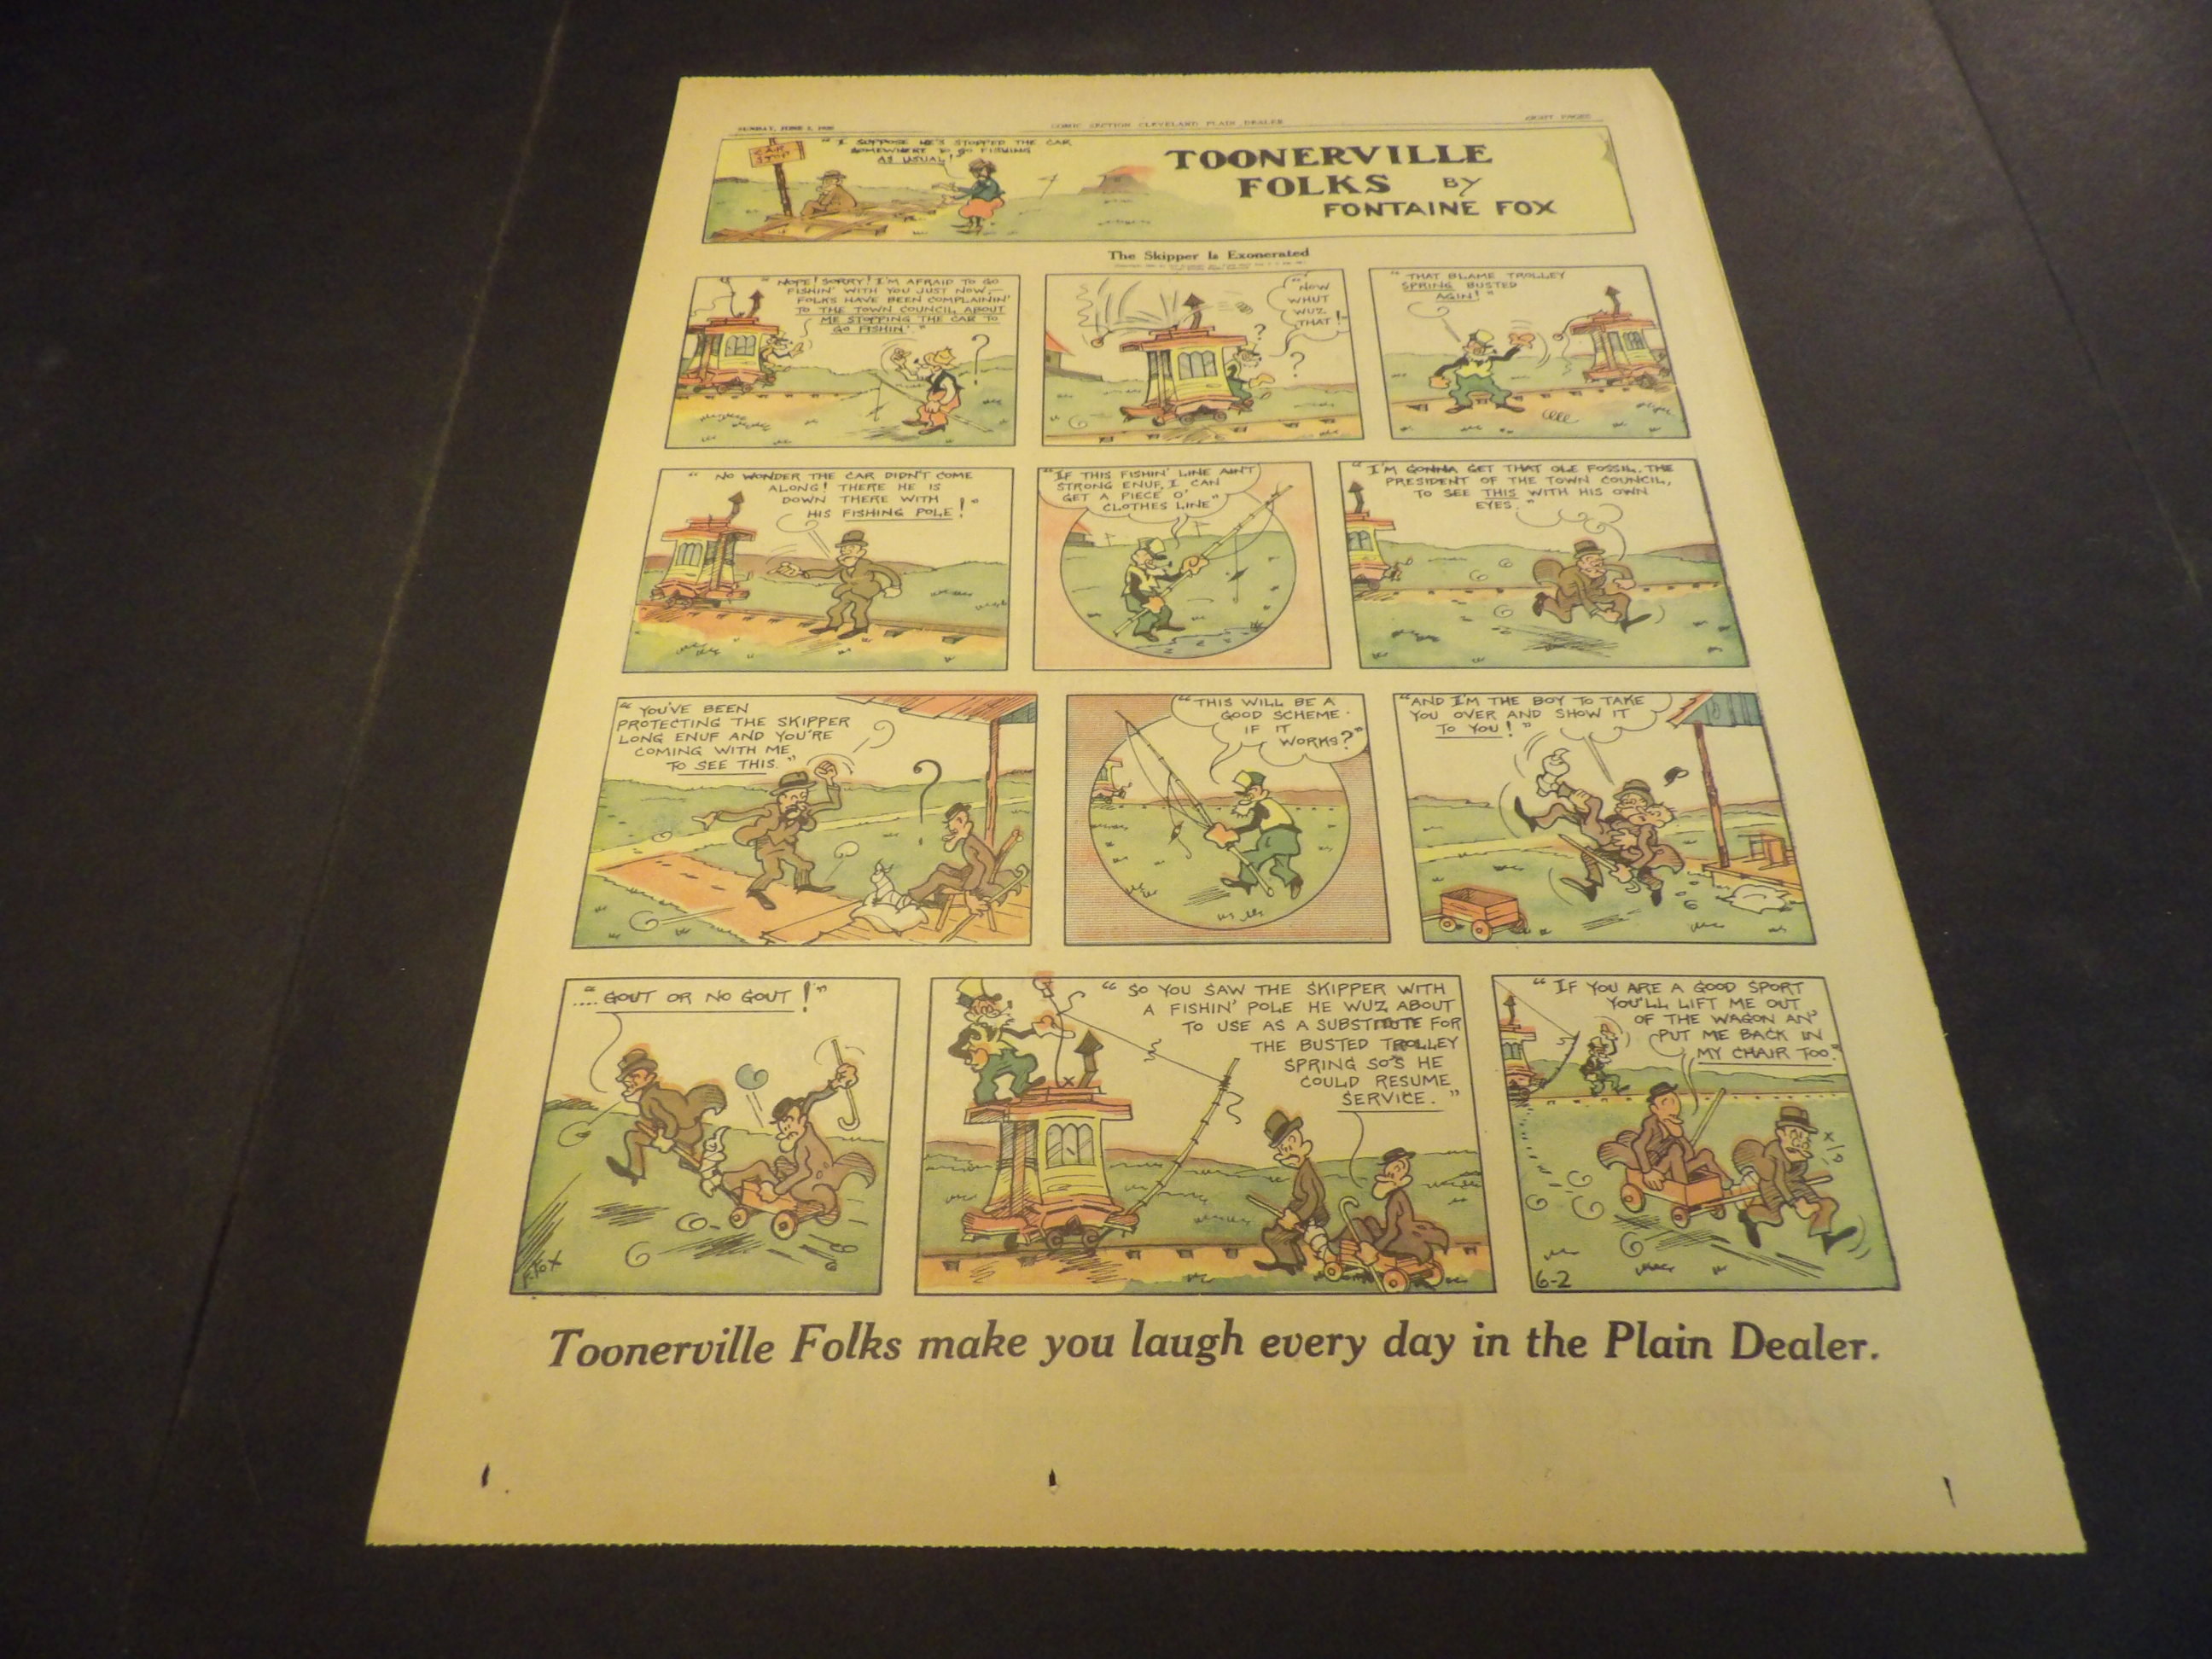 SUNDAY, JUNE 2,
COMIC SECTION CLEVELAND PLAIN DEALER
EIGHT PAGES
CAR
STOP
"I SUPPOSE HE'S STOPPED THE CAR
SOMEWHERE TO GO FISHING
AS USUAL!"
TOONERVILLE
FOLKS BY
FONTAINE FOX
The Skipper Is Exonerated
"NOPE! SORRY! I'M AFRAID TO GO
FISHIN' WITH YOU JUST NOW,—
FOLKS HAVE BEEN COMPLAININ'
TO THE TOWN COUNCIL ABOUT
ME STOPPING THE CAR TO
GO FISHIN'."
?
"NOW
WHUT
WUZ
THAT!"
?
?
"THAT BLAME TROLLEY
SPRING BUSTED
AGIN!"
"NO WONDER THE CAR DIDN'T COME
ALONG! THERE HE IS
DOWN THERE WITH
HIS FISHING POLE!"
"IF THIS FISHIN' LINE AIN'T
STRONG ENUF, I CAN
GET A PIECE O'
CLOTHES LINE"
"I'M GONNA GET THAT OLE FOSSIL, THE
PRESIDENT OF THE TOWN COUNCIL,
TO SEE THIS WITH HIS OWN
EYES."
"YOU'VE BEEN
PROTECTING THE SKIPPER
LONG ENUF AND YOU'RE
COMING WITH ME
TO SEE THIS."
?
"THIS WILL BE A
GOOD SCHEME
IF IT
WORKS?"
"AND I'M THE BOY TO TAKE
YOU OVER AND SHOW IT
TO YOU!"
"....GOUT OR NO GOUT!"
F. FOX
"SO YOU SAW THE SKIPPER WITH
A FISHIN' POLE HE WUZ ABOUT
TO USE AS A SUBSTITUTE FOR
THE BUSTED TROLLEY
SPRING SO'S HE
COULD RESUME
SERVICE."
"IF YOU ARE A GOOD SPORT
YOU'LL LIFT ME OUT
OF THE WAGON AN'
PUT ME BACK IN
MY CHAIR TOO."
6-2
Toonerville Folks make you laugh every day in the Plain Dealer.